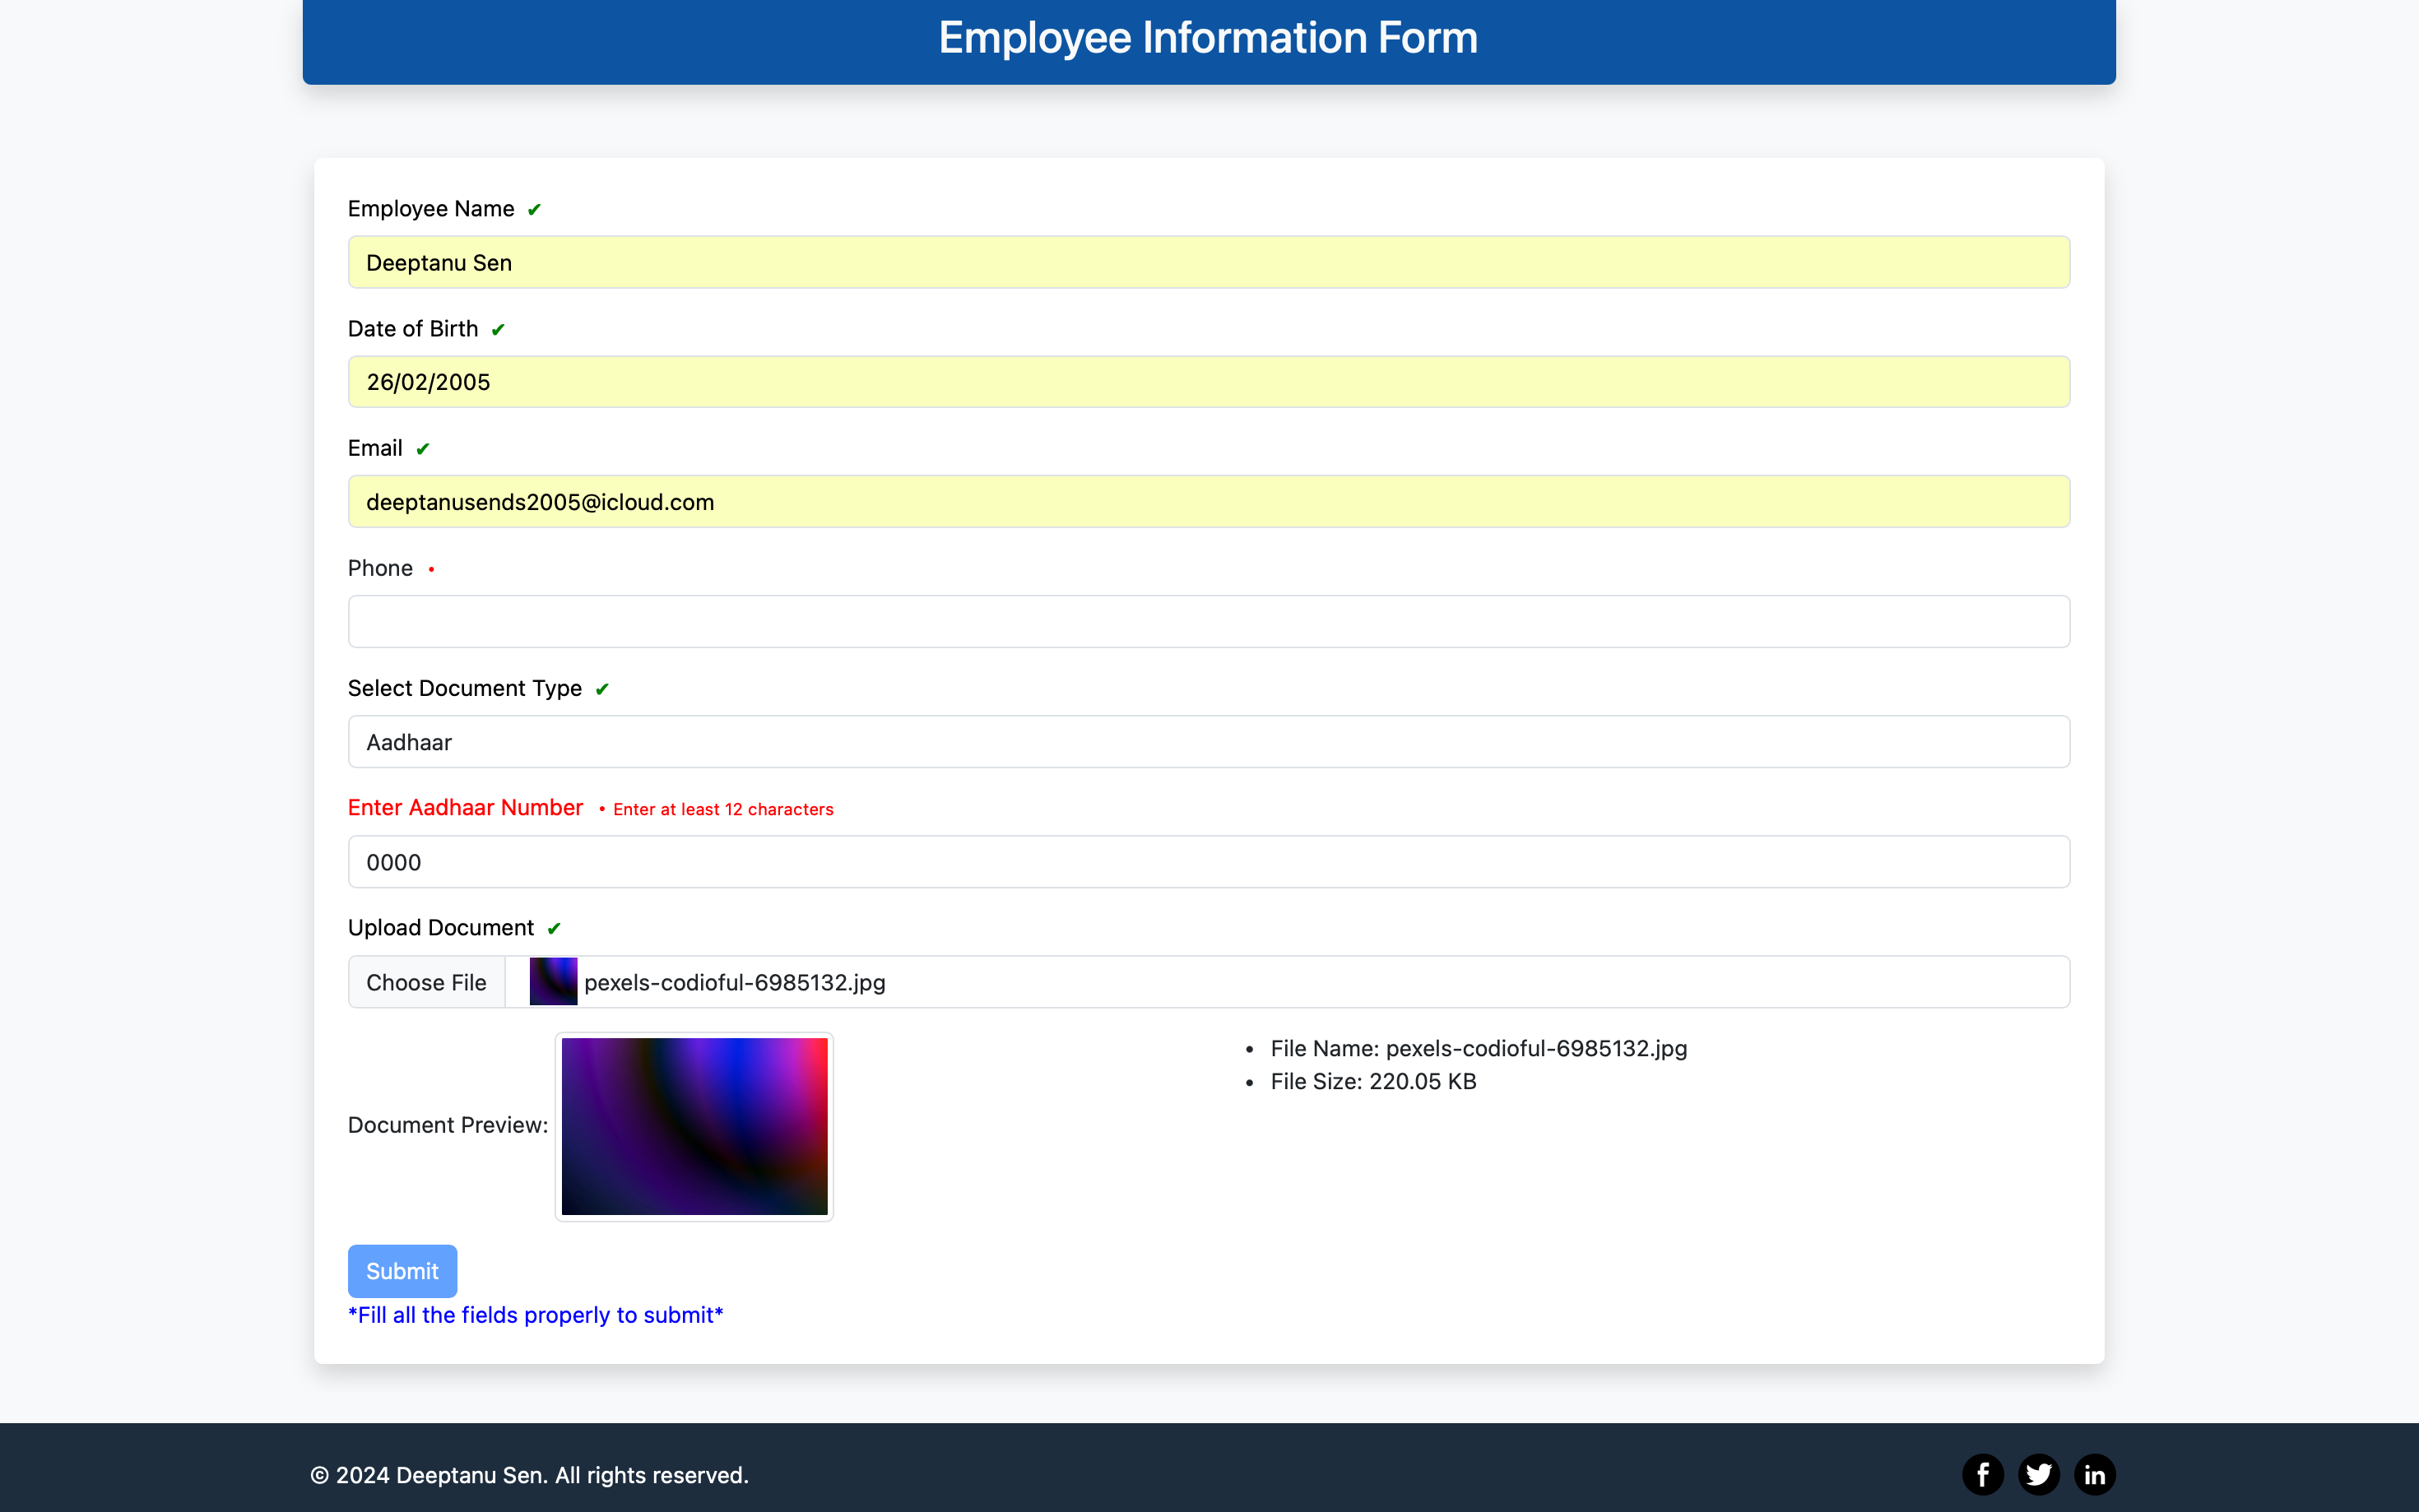 Employee Information Form
Employee Name ✔
Deeptanu Sen
Date of Birth ✔
26/02/2005
Email ✔
deeptanusends2005@icloud.com
Phone •
Select Document Type ✔
Aadhaar
Enter Aadhaar Number • Enter at least 12 characters
0000
Upload Document ✔
Choose File pexels-codioful-6985132.jpg
Document Preview:
• File Name: pexels-codioful-6985132.jpg
• File Size: 220.05 KB
Submit
*Fill all the fields properly to submit*
© 2024 Deeptanu Sen. All rights reserved.